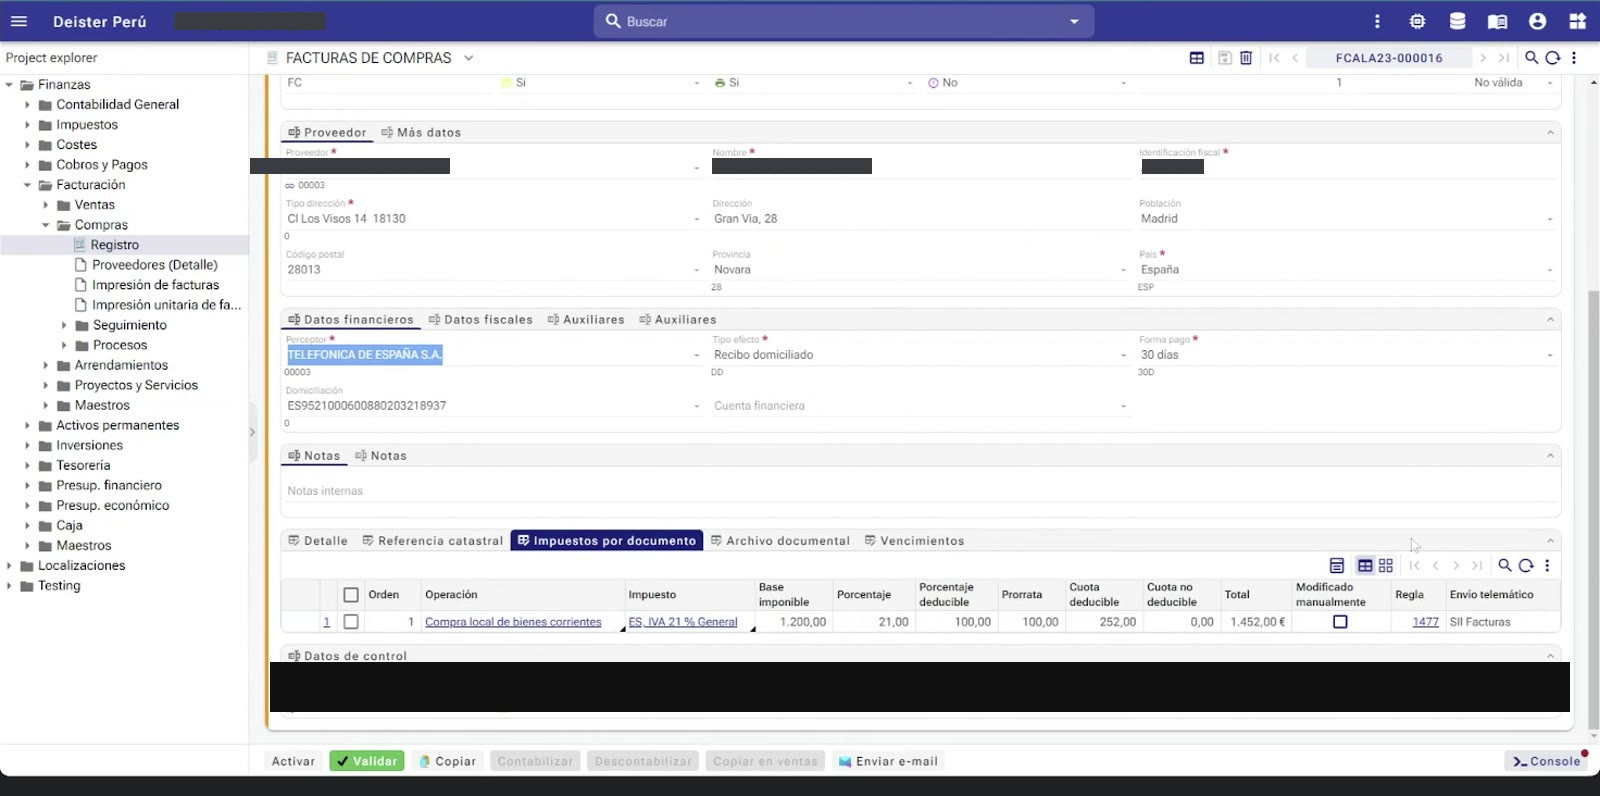 Deister Perú
Buscar
Project explorer
Finanzas
Contabilidad General
Impuestos
Costes
Cobros y Pagos
Facturación
Ventas
Compras
Registro
Proveedores (Detalle)
Impresión de facturas
Impresión unitaria de fa...
Seguimiento
Procesos
Arrendamientos
Proyectos y Servicios
Maestros
Activos permanentes
Inversiones
Tesorería
Presup. financiero
Presup. económico
Caja
Maestros
Localizaciones
Testing
FACTURAS DE COMPRAS
FCALA23-000016
FC Si Si No 1 No válida
Proveedor Más datos
Proveedor * Nombre * Identificación fiscal *
00003
Tipo dirección * Dirección Población
Cl Los Visos 14 18130 Gran Via, 28 Madrid
0
Código postal Provincia País *
28013 Novara España
28 ESP
Datos financieros Datos fiscales Auxiliares Auxiliares
Perceptor * Tipo efecto * Forma pago *
TELEFONICA DE ESPAÑA S.A. Recibo domiciliado 30 días
00003 DD 30D
Domiciliación
ES9521000600880203218937 Cuenta financiera
0
Notas Notas
Notas internas
Detalle Referencia catastral Impuestos por documento Archivo documental Vencimientos
Orden Operación Impuesto Base imponible Porcentaje Porcentaje deducible Prorrata Cuota deducible Cuota no deducible Total Modificado manualmente Regla Envío telemático
1 1 Compra local de bienes corrientes ES, IVA 21 % General 1.200,00 21,00 100,00 100,00 252,00 0,00 1.452,00 € 1477 SII Facturas
Datos de control
Activar Validar Copiar Contabilizar Descontabilizar Copiar en ventas Enviar e-mail Console